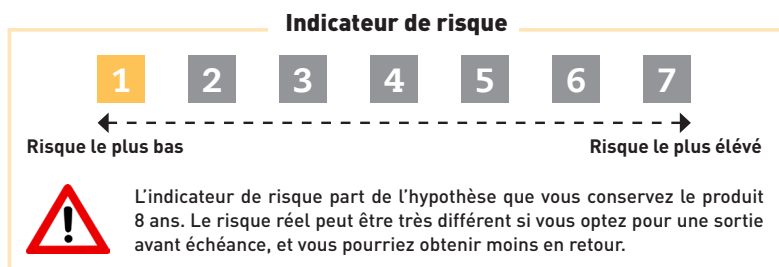 Indicateur de risque
1 2 3 4 5 6 7
Risque le plus bas Risque le plus élévé
L'indicateur de risque part de l'hypothèse que vous conservez le produit
8 ans. Le risque réel peut être très différent si vous optez pour une sortie
avant échéance, et vous pourriez obtenir moins en retour.